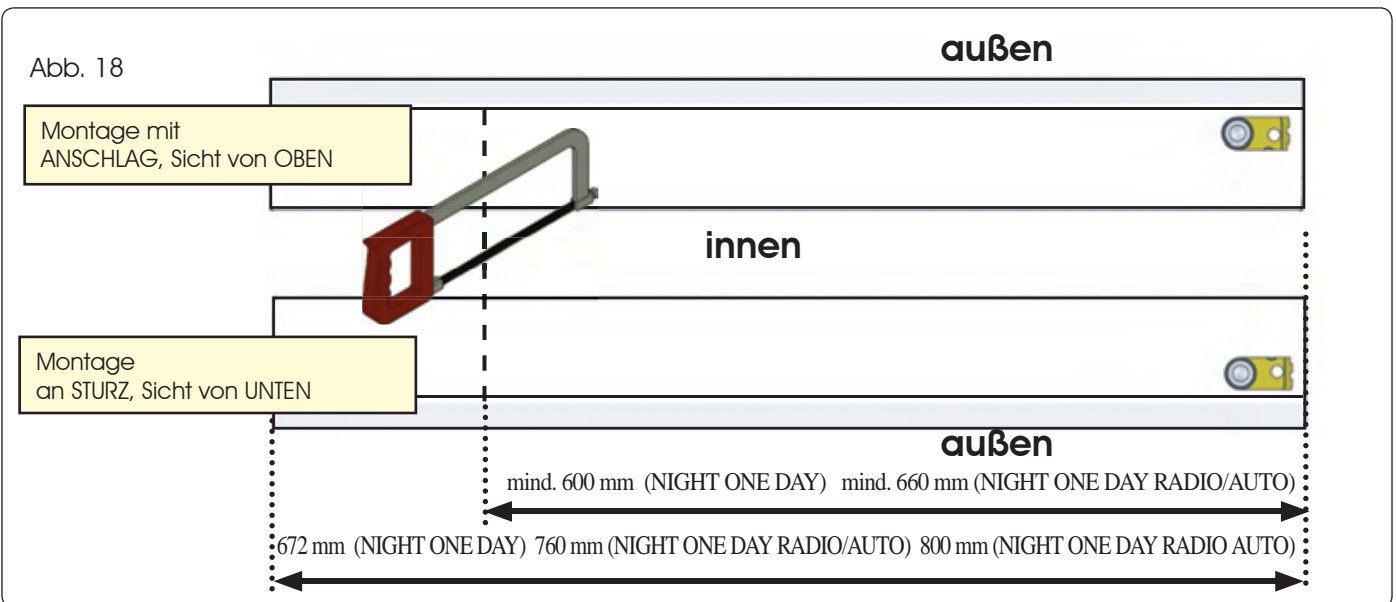 außen
Abb. 18
Montage mit
ANSCHLAG, Sicht von OBEN
innen
Montage
an STURZ, Sicht von UNTEN
außen
mind. 600 mm (NIGHT ONE DAY) mind. 660 mm (NIGHT ONE DAY RADIO/AUTO)
672 mm (NIGHT ONE DAY) 760 mm (NIGHT ONE DAY RADIO/AUTO) 800 mm (NIGHT ONE DAY RADIO AUTO)